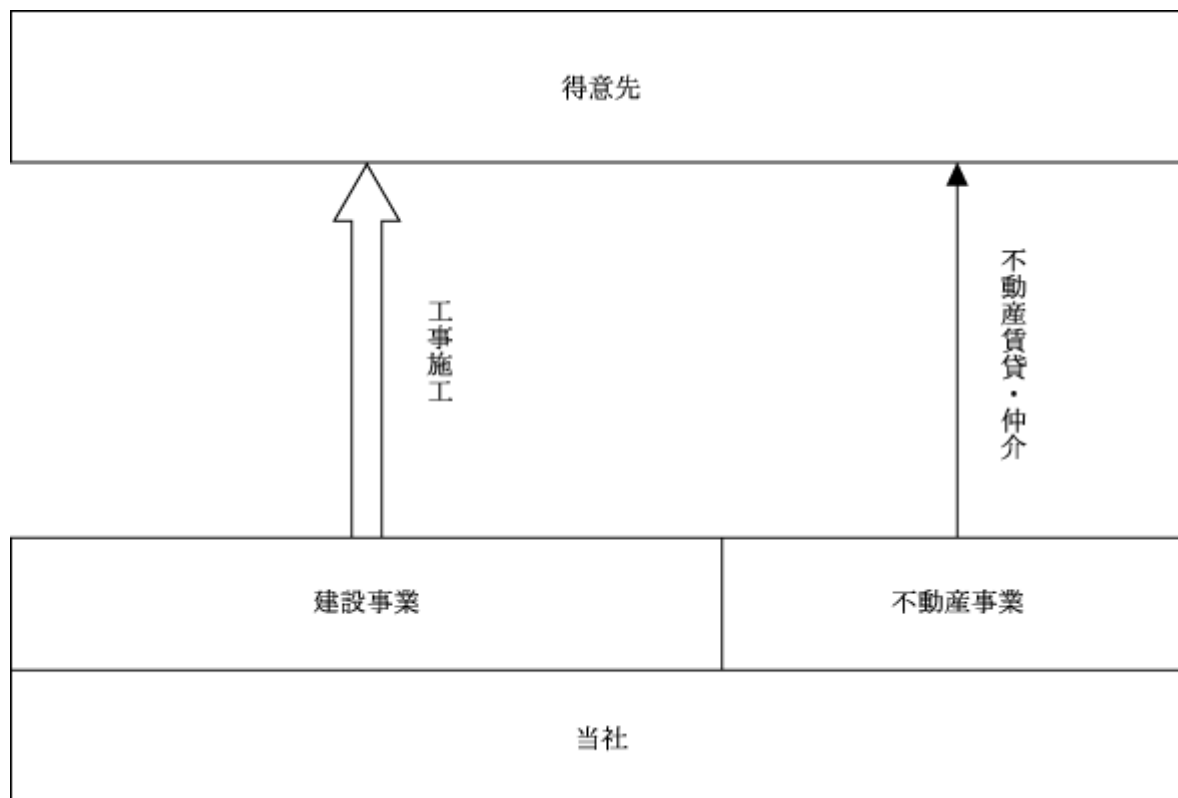 得意先
工事施工
不動産賃貸・仲介
建設事業
不動産事業
当社